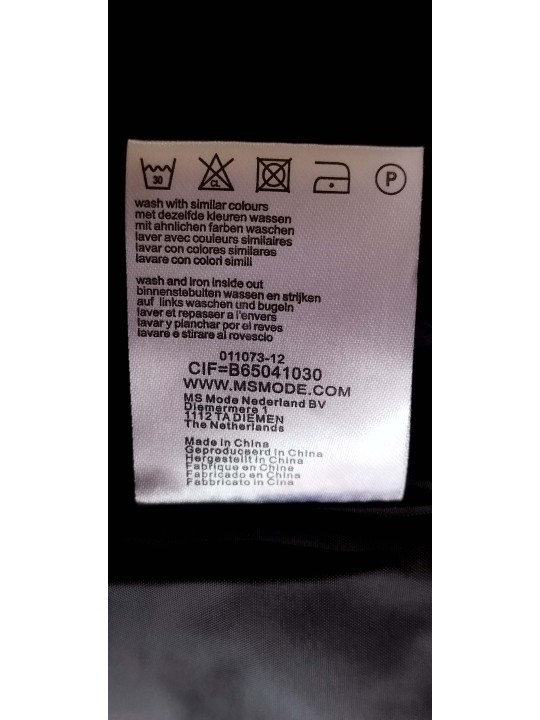 30
CL
P
wash with similar colours
met dezelfde kleuren wassen
mit ähnlichen farben waschen
laver avec couleurs similaires
lavar con colores similares
lavare con colori simili
wash and iron inside out
binnenstebuiten wassen en strijken
auf links waschen und bugeln
laver et repasser a l'envers
lavar y planchar por el reves
lavare e stirare al rovescio
011073-12
CIF=B65041030
WWW.MSMODE.COM
MS Mode Nederland BV
Diemermere 1
1112 TA DIEMEN
The Netherlands
Made in China
Geproduceerd in China
Hergestellt in China
Fabrique en Chine
Fabricado en China
Fabbricato in Cina